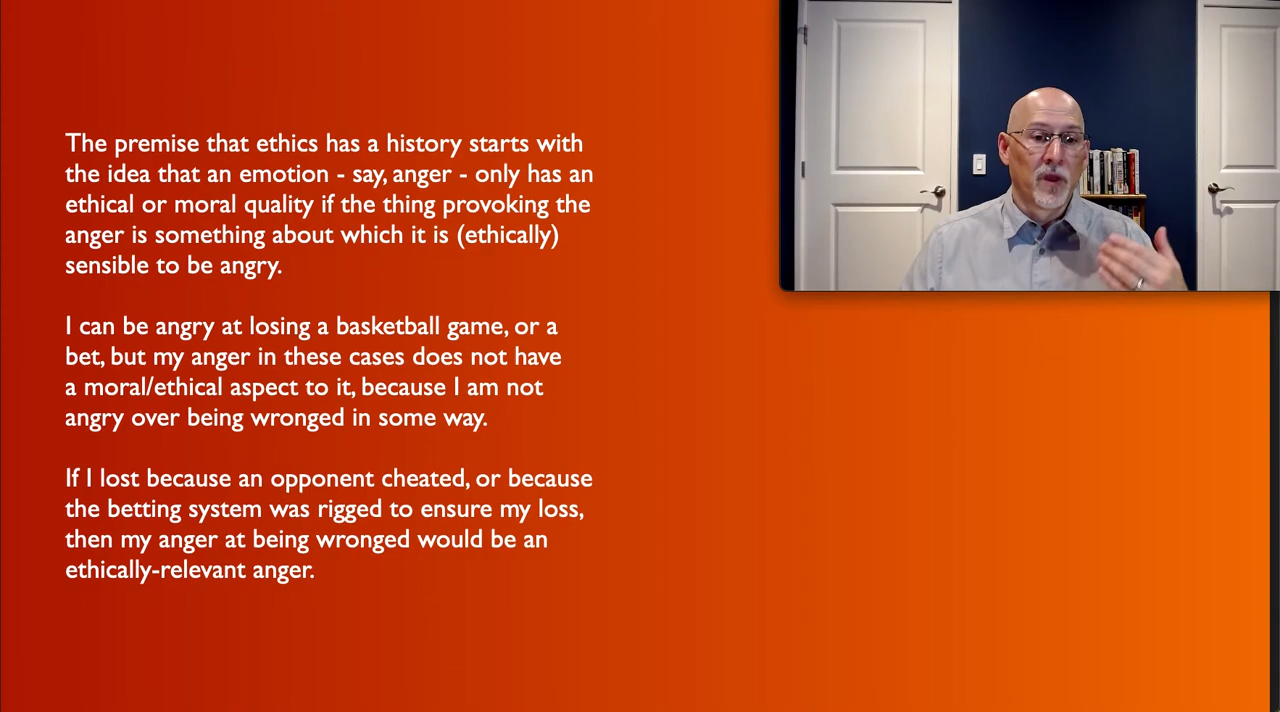 The premise that ethics has a history starts with
the idea that an emotion - say, anger - only has an
ethical or moral quality if the thing provoking the
anger is something about which it is (ethically)
sensible to be angry.
I can be angry at losing a basketball game, or a
bet, but my anger in these cases does not have
a moral/ethical aspect to it, because I am not
angry over being wronged in some way.
If I lost because an opponent cheated, or because
the betting system was rigged to ensure my loss,
then my anger at being wronged would be an
ethically-relevant anger.